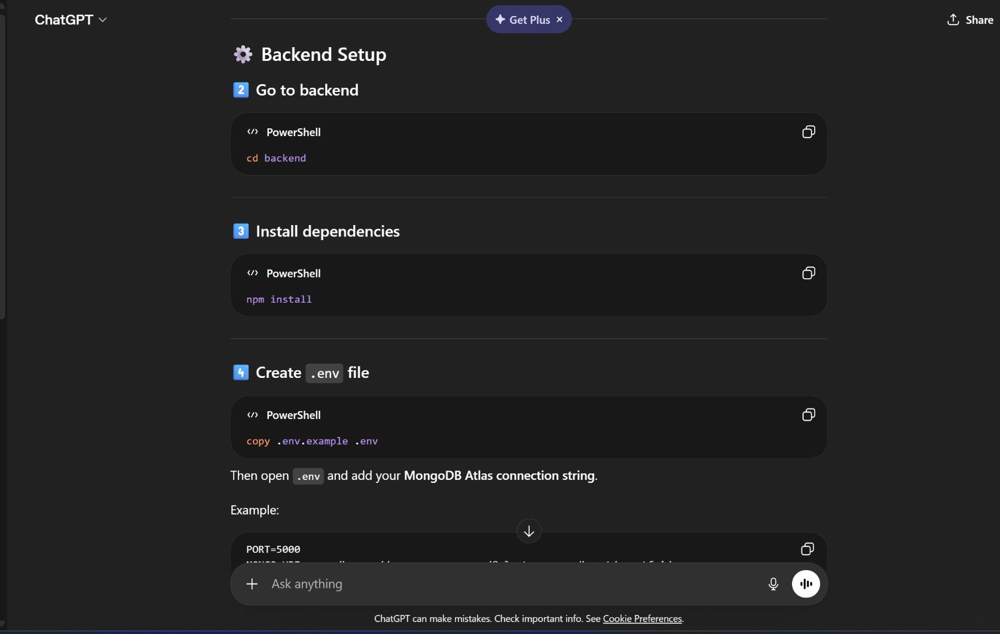 ChatGPT
Get Plus ×
Share
Backend Setup
2 Go to backend
PowerShell
cd backend
3 Install dependencies
PowerShell
npm install
4 Create .env file
PowerShell
copy .env.example .env
Then open .env and add your MongoDB Atlas connection string.
Example:
PORT=5000
Ask anything
ChatGPT can make mistakes. Check important info. See Cookie Preferences.